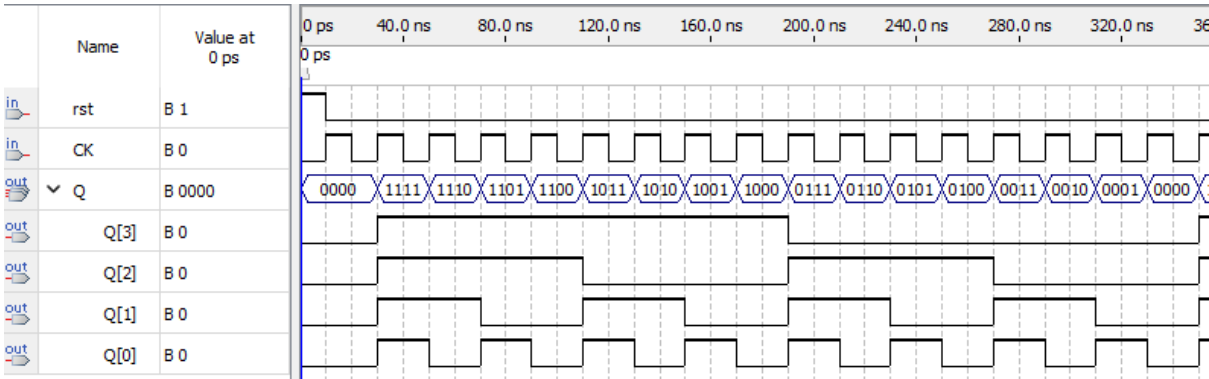 Name Value at 0 ps
0 ps 40.0 ns 80.0 ns 120.0 ns 160.0 ns 200.0 ns 240.0 ns 280.0 ns 320.0 ns 36
0 ps
in rst B 1
in CK B 0
out Q B 0000 0000 1111 1110 1101 1100 1011 1010 1001 1000 0111 0110 0101 0100 0011 0010 0001 0000
out Q[3] B 0
out Q[2] B 0
out Q[1] B 0
out Q[0] B 0